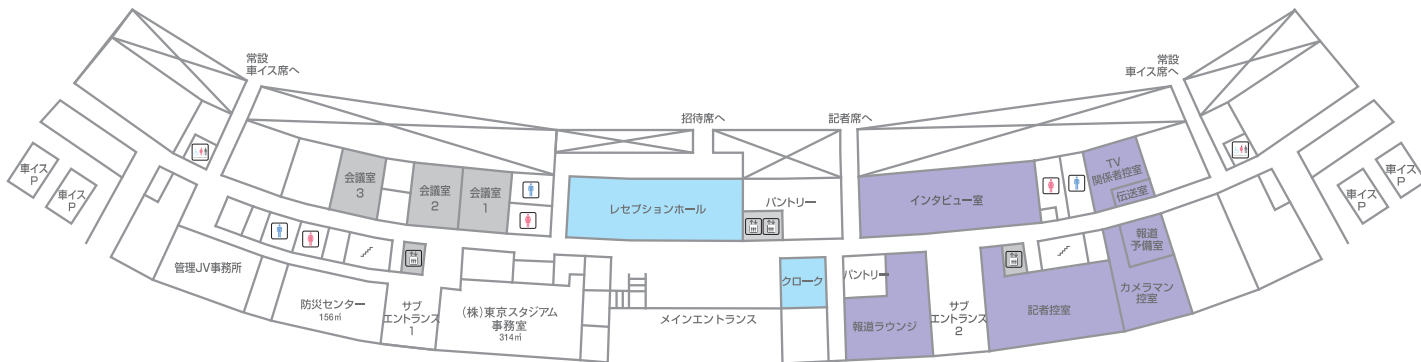 常設
車イス席へ
招待席へ
記者席へ
常設
車イス席へ
車イス
P
車イス
P
会議室
3
会議室
2
会議室
1
レセプションホール
パントリー
インタビュー室
TV
関係者控室
伝送室
車イス
P
車イス
P
管理JV事務所
防災センター
156㎡
サブ
エントランス
1
(株)東京スタジアム
事務室
314㎡
メインエントランス
クローク
パントリー
報道ラウンジ
サブ
エントランス
2
記者控室
報道
予備室
カメラマン
控室